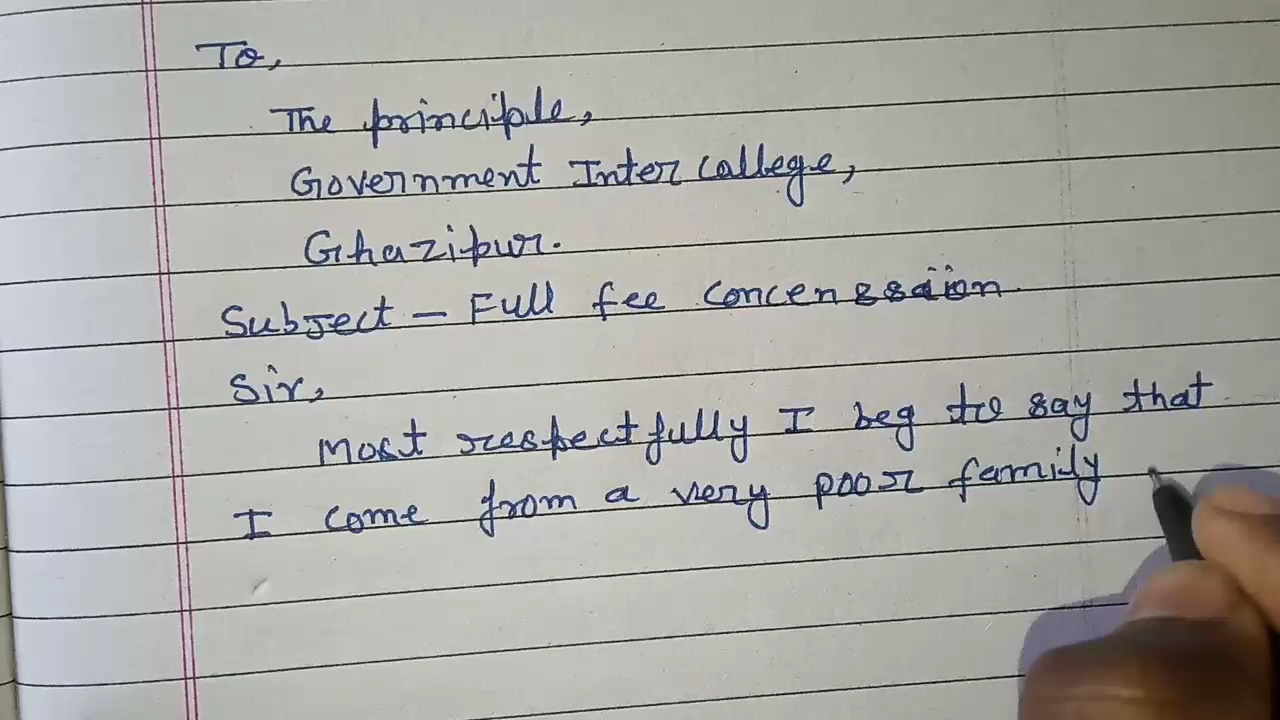 To,
The principle,
Government Inter College,
Ghazipur.
Subject - Full fee concenssion
Sir,
Most respectfully I beg to say that
I come from a very poor family